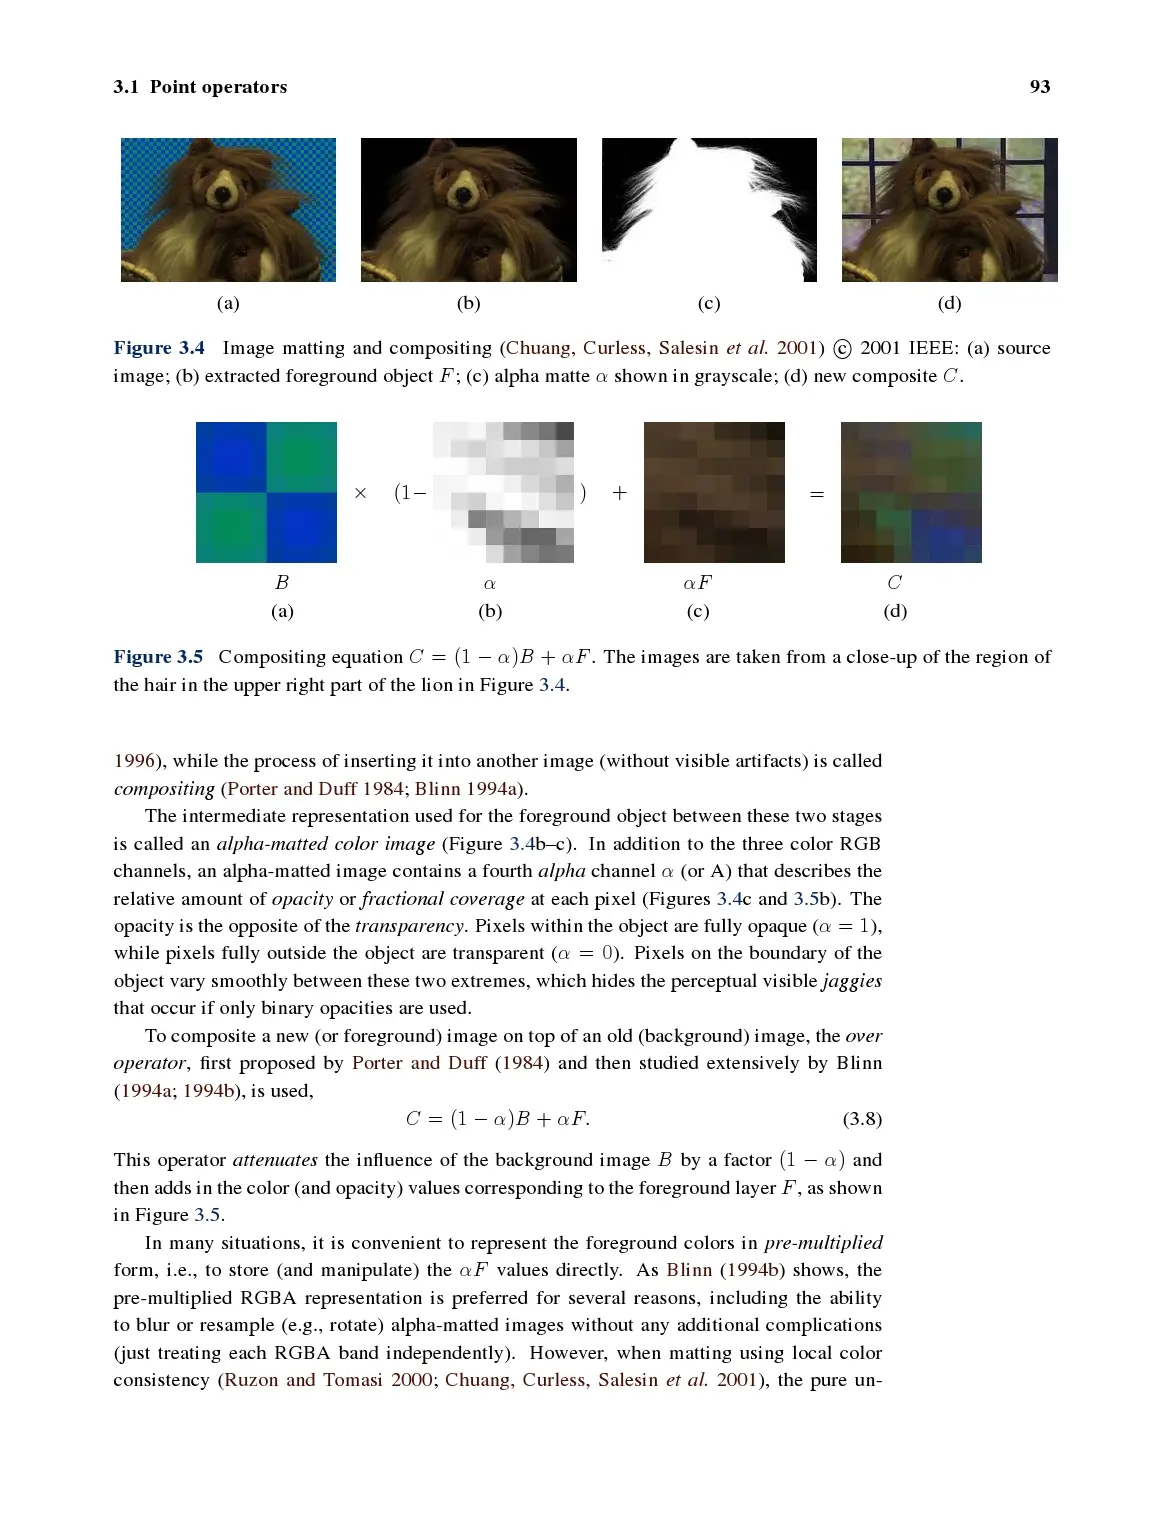 3.1 Point operators 93
(a) (b) (c) (d)
Figure 3.4 Image matting and compositing (Chuang, Curless, Salesin et al. 2001) © 2001 IEEE: (a) source
image; (b) extracted foreground object F; (c) alpha matte α shown in grayscale; (d) new composite C.
× (1− ) + =
B α αF C
(a) (b) (c) (d)
Figure 3.5 Compositing equation C = (1 − α)B + αF. The images are taken from a close-up of the region of
the hair in the upper right part of the lion in Figure 3.4.
1996), while the process of inserting it into another image (without visible artifacts) is called
compositing (Porter and Duff 1984; Blinn 1994a).
The intermediate representation used for the foreground object between these two stages
is called an alpha-matted color image (Figure 3.4b–c). In addition to the three color RGB
channels, an alpha-matted image contains a fourth alpha channel α (or A) that describes the
relative amount of opacity or fractional coverage at each pixel (Figures 3.4c and 3.5b). The
opacity is the opposite of the transparency. Pixels within the object are fully opaque (α = 1),
while pixels fully outside the object are transparent (α = 0). Pixels on the boundary of the
object vary smoothly between these two extremes, which hides the perceptual visible jaggies
that occur if only binary opacities are used.
To composite a new (or foreground) image on top of an old (background) image, the over
operator, first proposed by Porter and Duff (1984) and then studied extensively by Blinn
(1994a; 1994b), is used,
C = (1 − α)B + αF. (3.8)
This operator attenuates the influence of the background image B by a factor (1 − α) and
then adds in the color (and opacity) values corresponding to the foreground layer F, as shown
in Figure 3.5.
In many situations, it is convenient to represent the foreground colors in pre-multiplied
form, i.e., to store (and manipulate) the αF values directly. As Blinn (1994b) shows, the
pre-multiplied RGBA representation is preferred for several reasons, including the ability
to blur or resample (e.g., rotate) alpha-matted images without any additional complications
(just treating each RGBA band independently). However, when matting using local color
consistency (Ruzon and Tomasi 2000; Chuang, Curless, Salesin et al. 2001), the pure un-